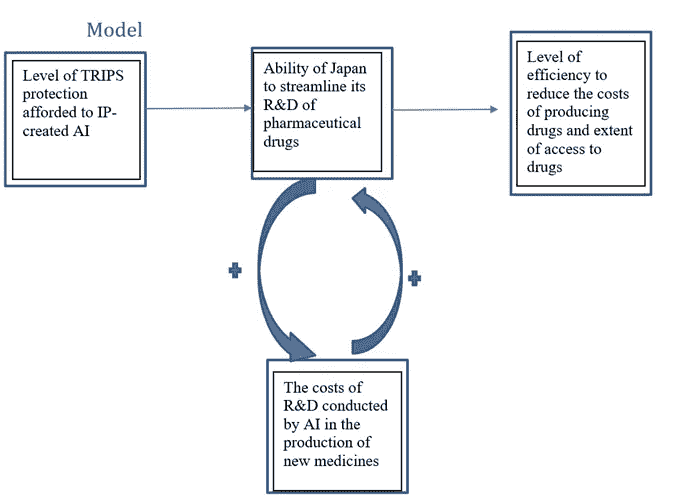 Model
Level of TRIPS
protection
afforded to IP-
created AI
Ability of Japan
to streamline its
R&D of
pharmaceutical
drugs
Level of
efficiency to
reduce the costs
of producing
drugs and extent
of access to
drugs
The costs of
R&D conducted
by AI in the
production of
new medicines